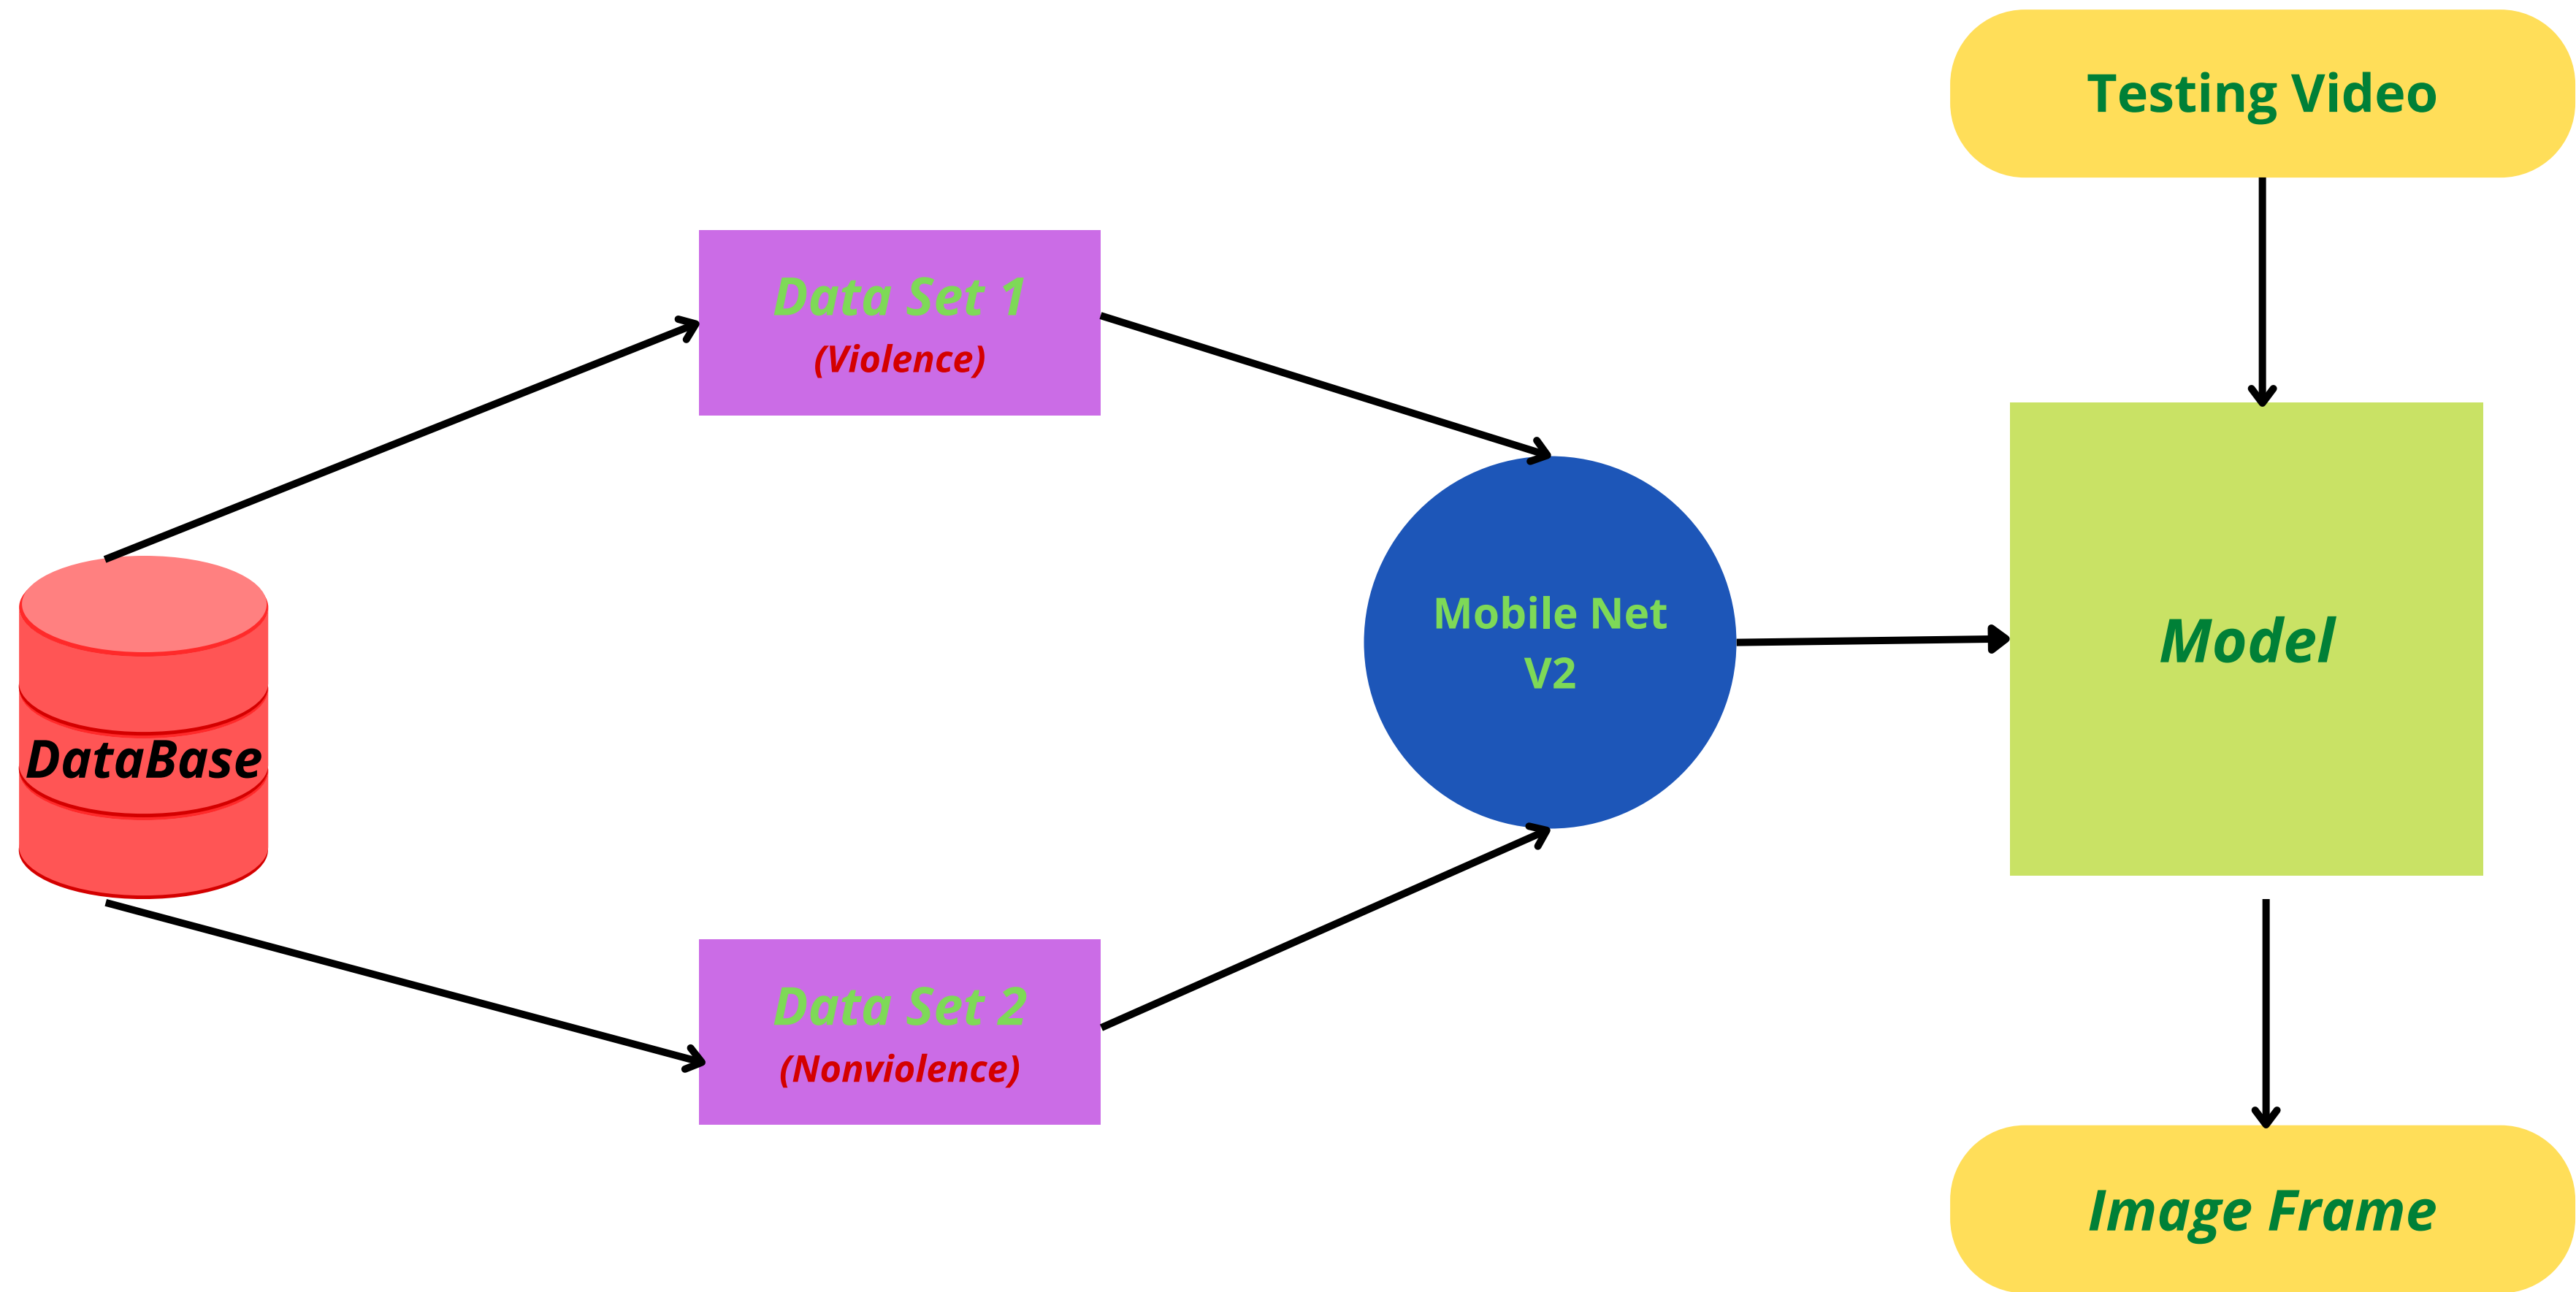 Testing Video
Data Set 1
(Violence)
Mobile Net
V2
Model
DataBase
Data Set 2
(Nonviolence)
Image Frame